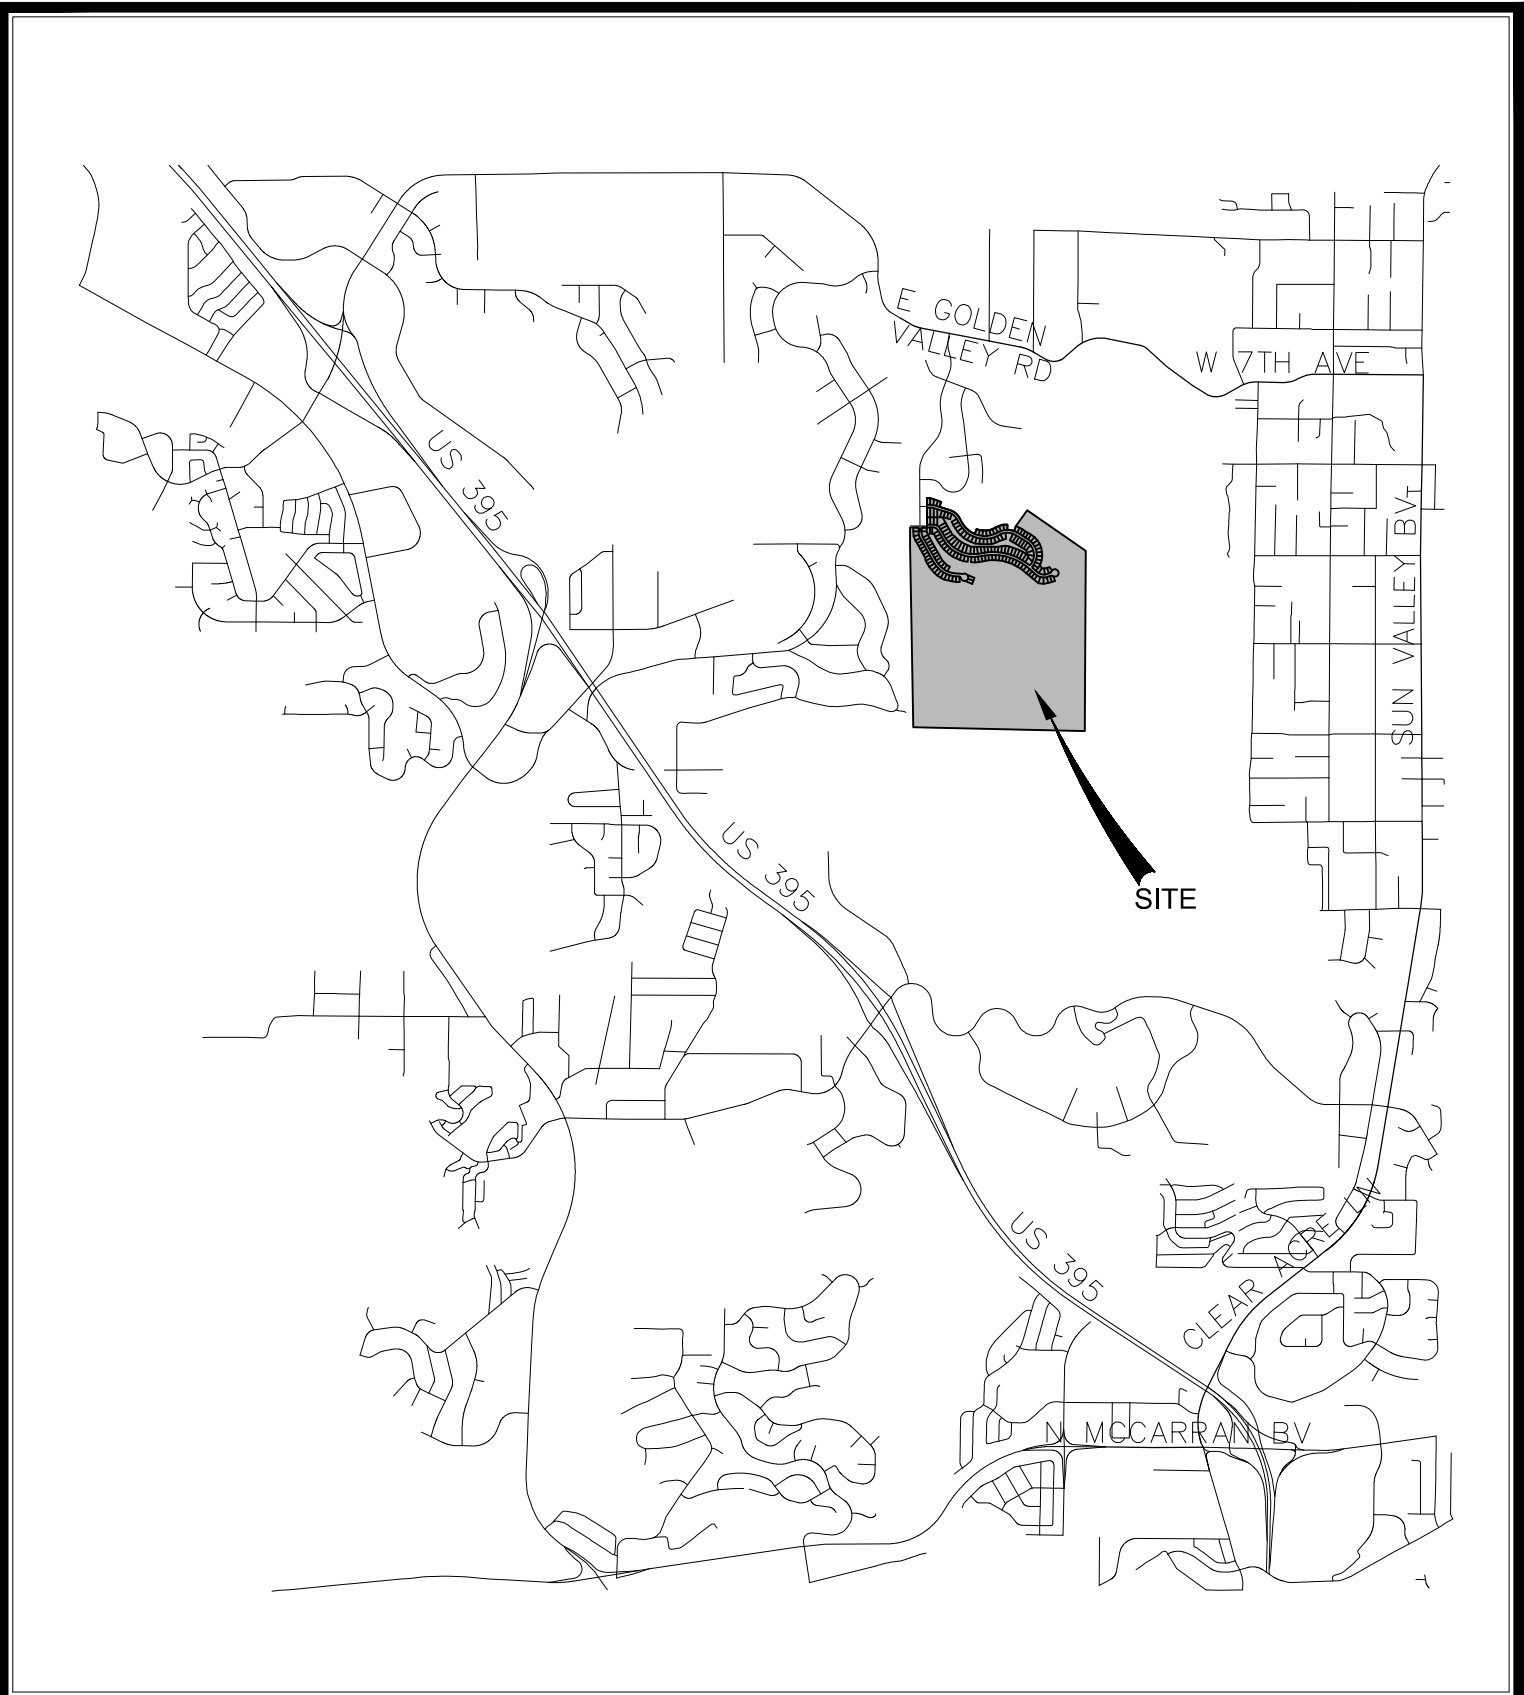 E GOLDEN
VALLEY RD
W 7TH AVE
US 395
SUN VALLEY BV
US 395
SITE
US 395
CLEAR ACRE LN
N MCCARRAN BV